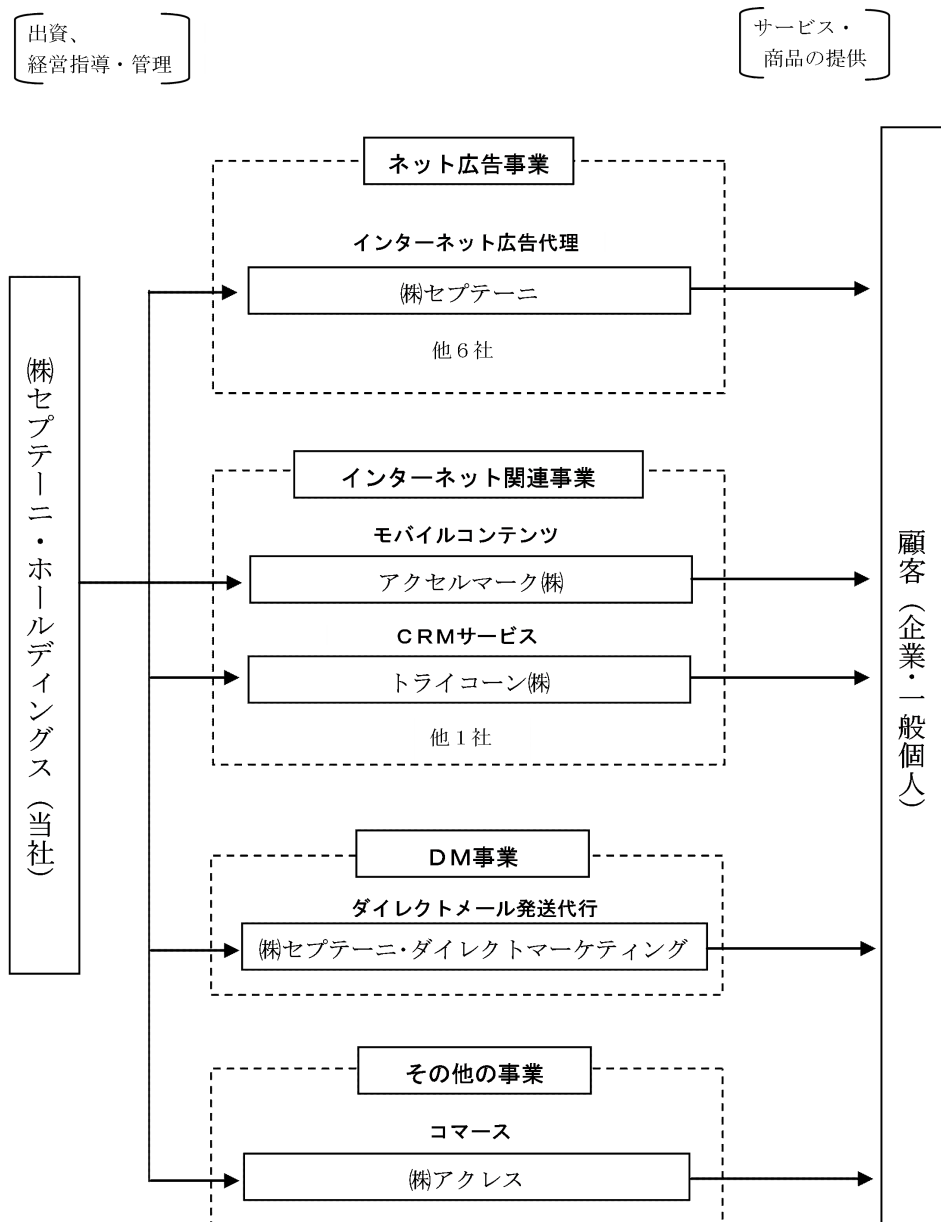 出資、
経営指導・管理
サービス・
商品の提供
㈱セプテーニ・ホールディングス（当社）
ネット広告事業
インターネット広告代理
㈱セプテーニ
他６社
インターネット関連事業
モバイルコンテンツ
アクセルマーク㈱
ＣＲＭサービス
トライコーン㈱
他１社
ＤＭ事業
ダイレクトメール発送代行
㈱セプテーニ・ダイレクトマーケティング
その他の事業
コマース
㈱アクレス
顧客（企業・一般個人）